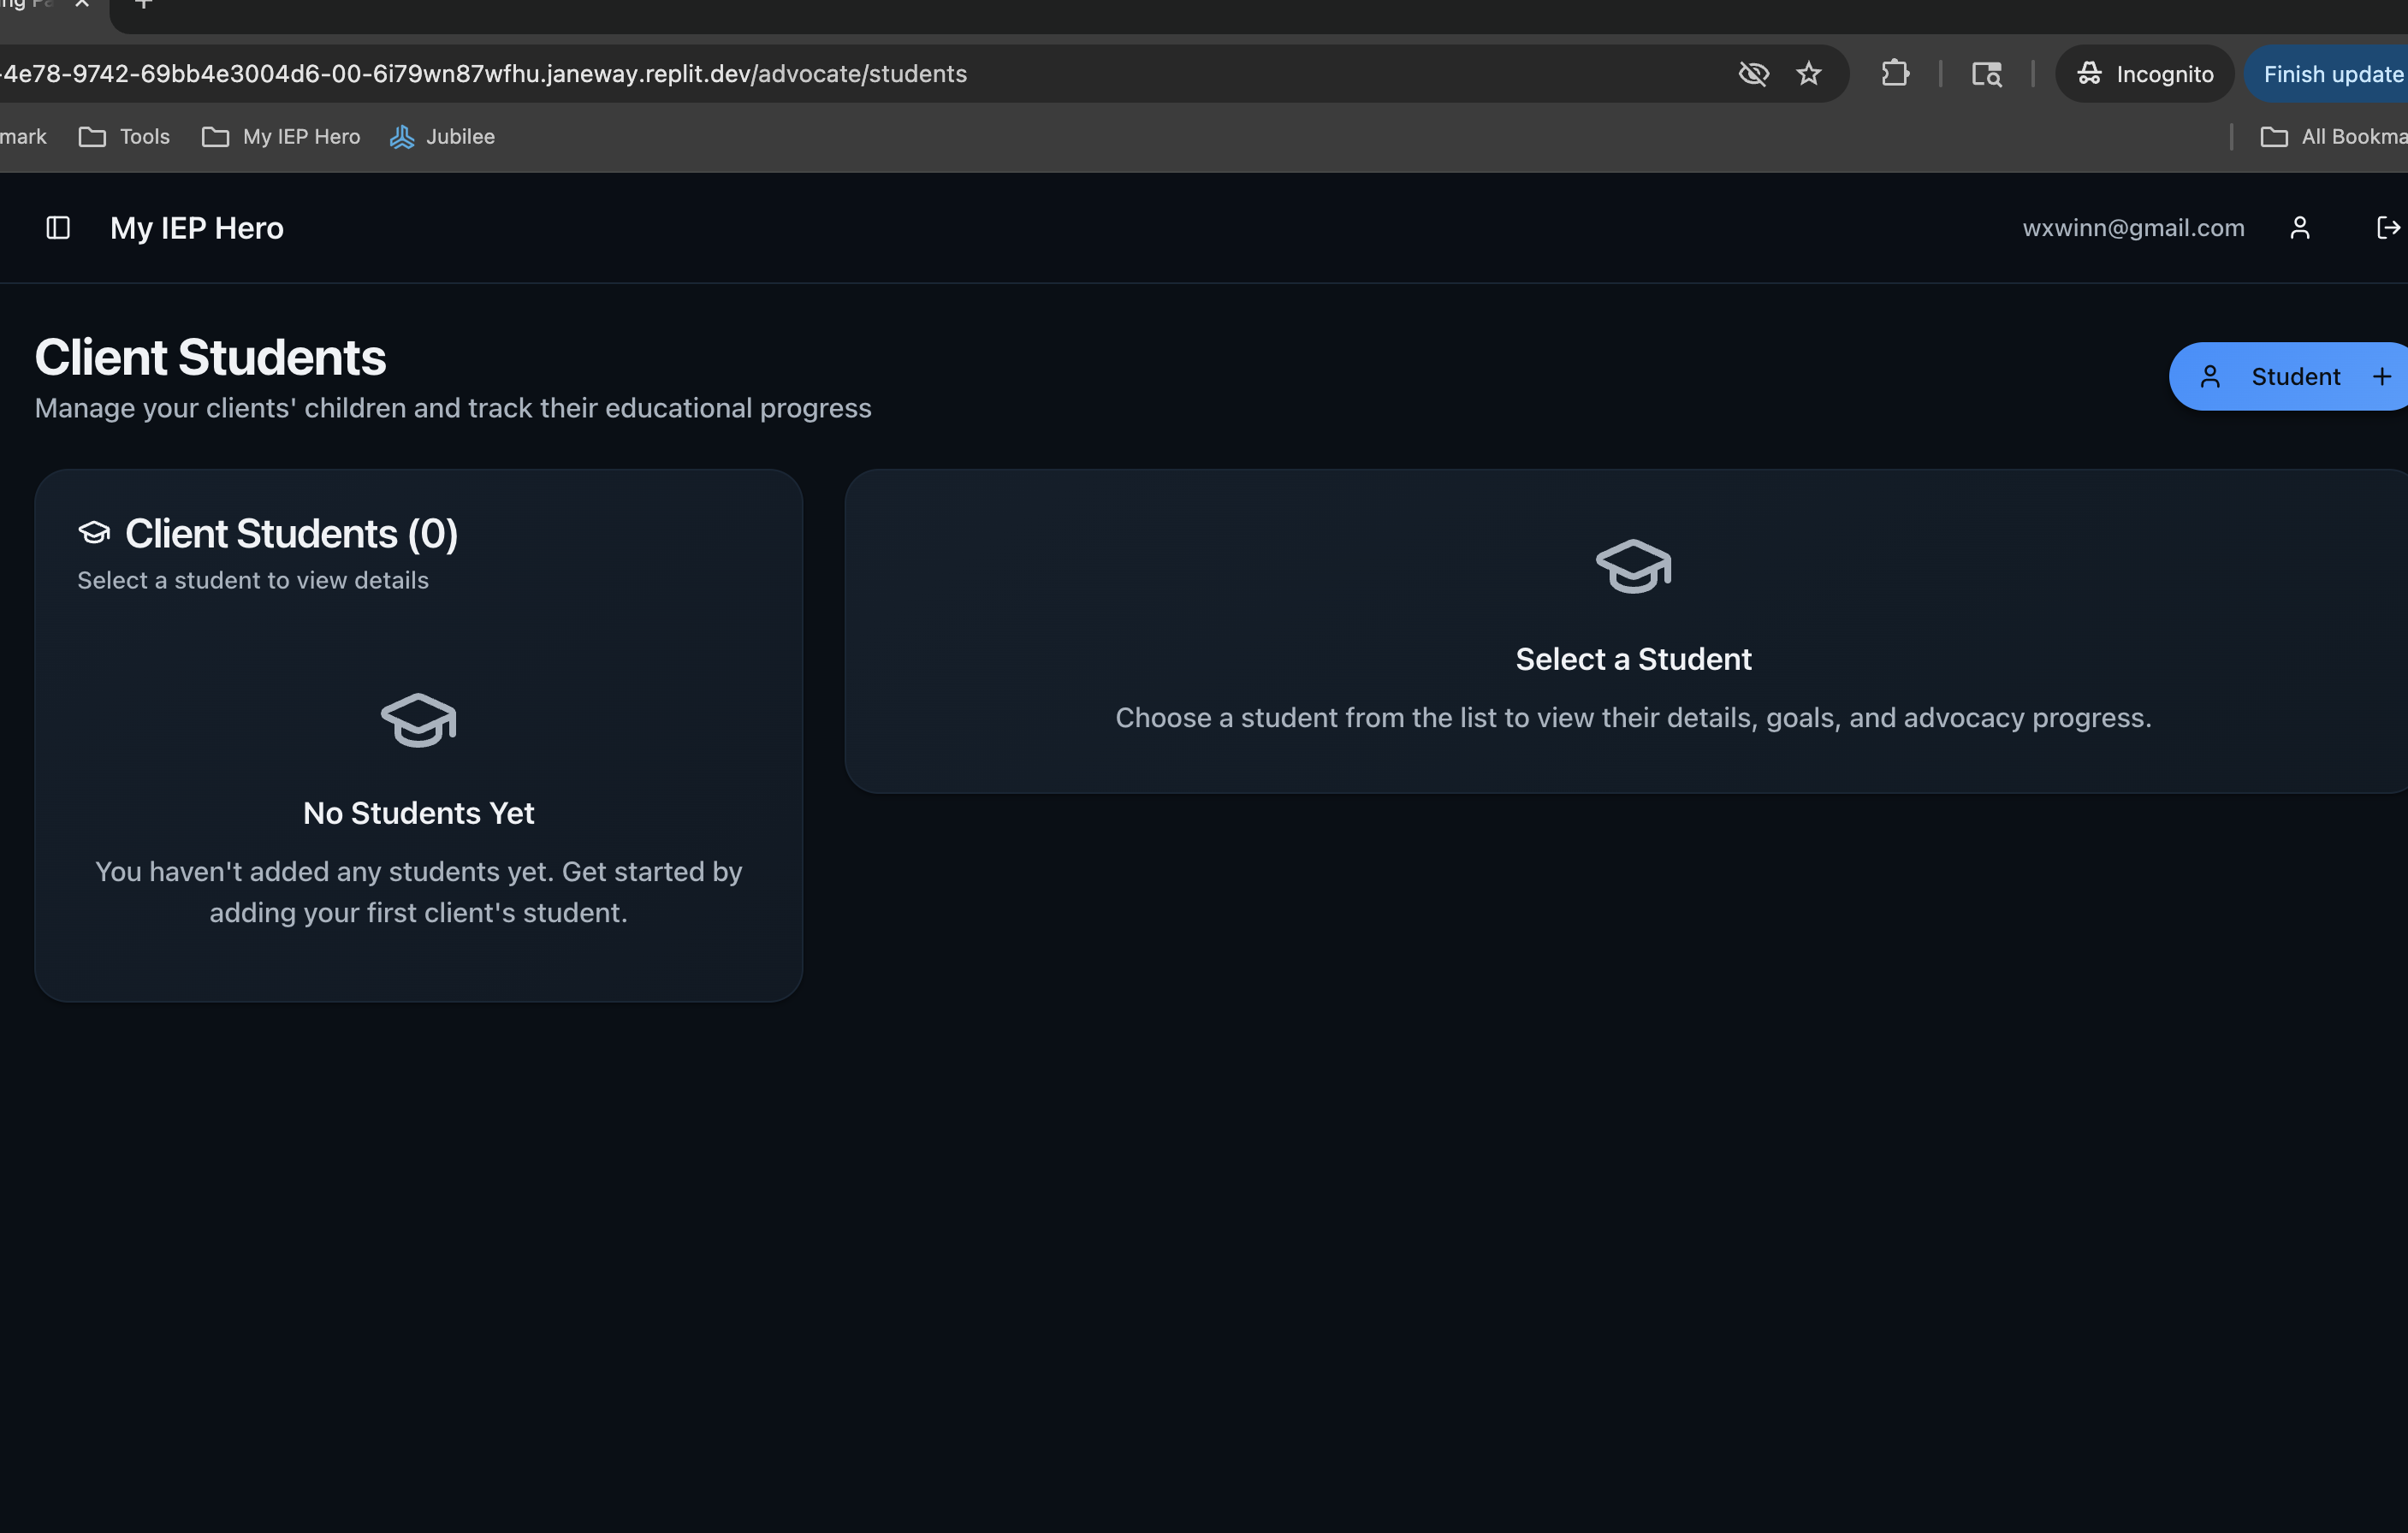 -4e78-9742-69bb4e3004d6-00-6i79wn87wfhu.janeway.replit.dev/advocate/students
Incognito
Finish update
mark
Tools
My IEP Hero
Jubilee
All Bookma
My IEP Hero
wxwinn@gmail.com
Client Students
Manage your clients' children and track their educational progress
Student +
Client Students (0)
Select a student to view details
No Students Yet
You haven't added any students yet. Get started by
adding your first client's student.
Select a Student
Choose a student from the list to view their details, goals, and advocacy progress.